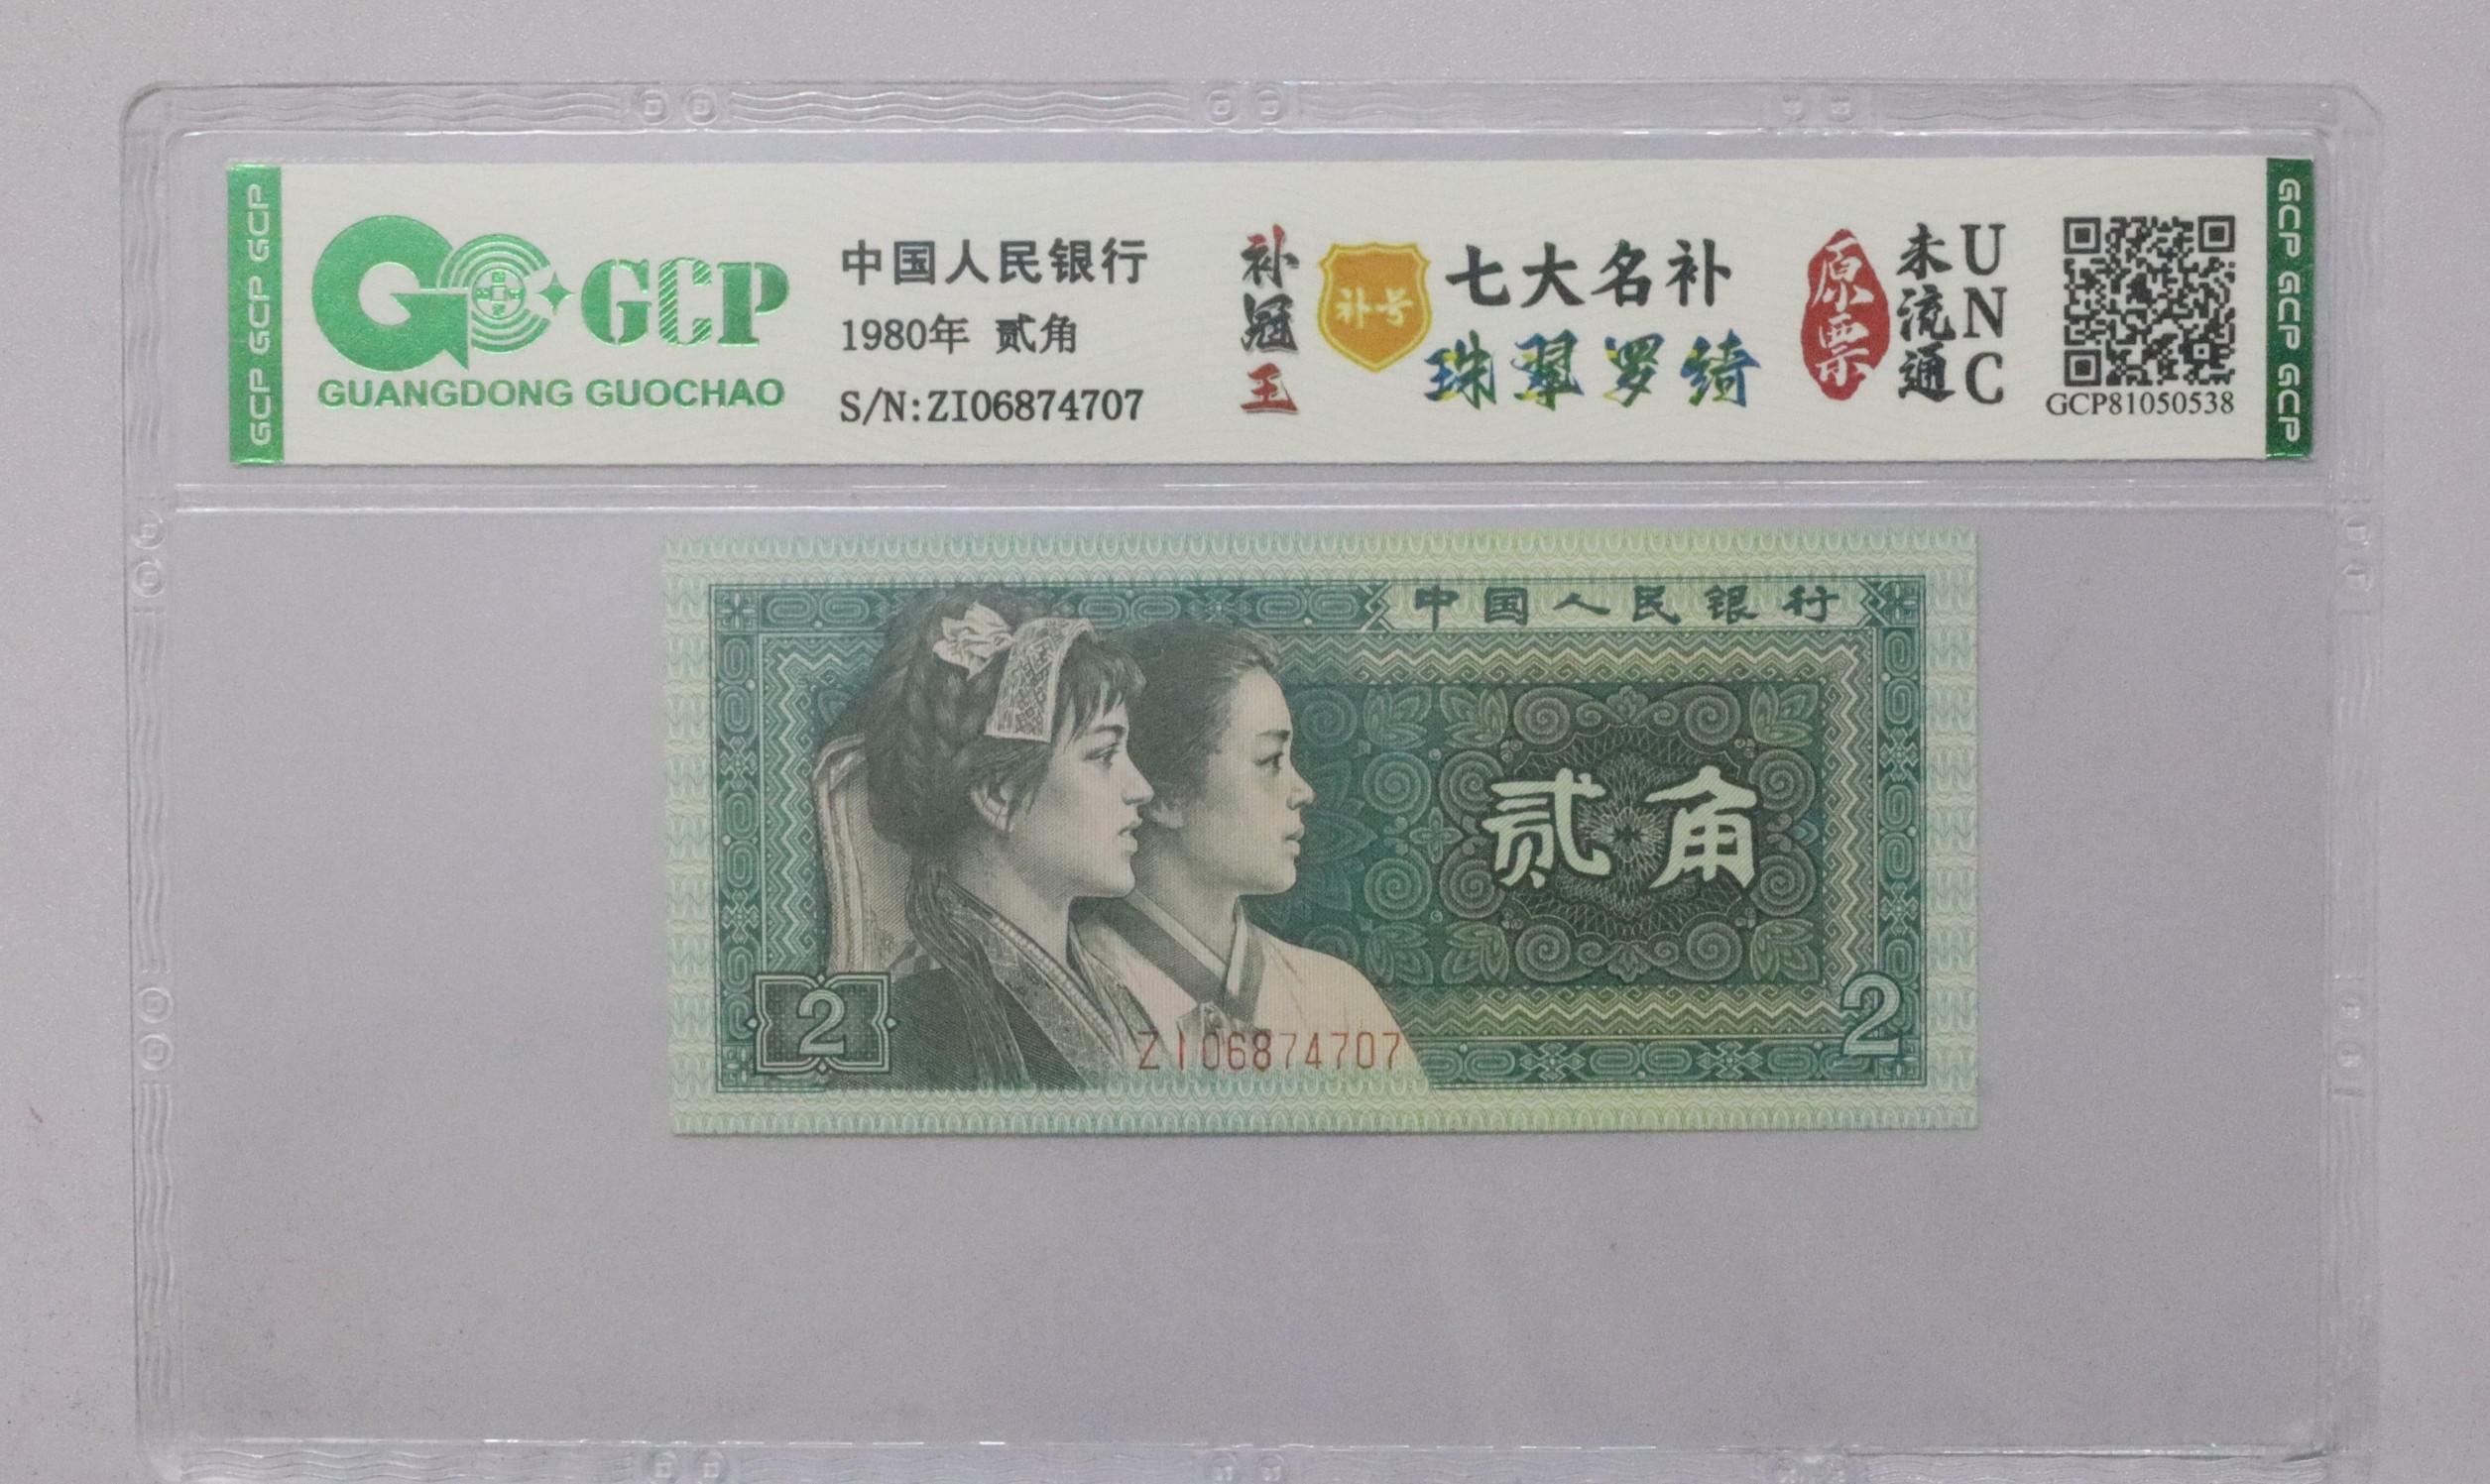 GCP GCP GCP
GCP
GUANGDONG GUOCHAO
中国人民银行
1980年 贰角
S/N:ZI06874707
补冠王
补号
七大名补
珠翠罗绮
原票
未流通
UNC
GCP81050538
GCP GCP GCP
中国人民银行
贰角
2
2
ZI06874707